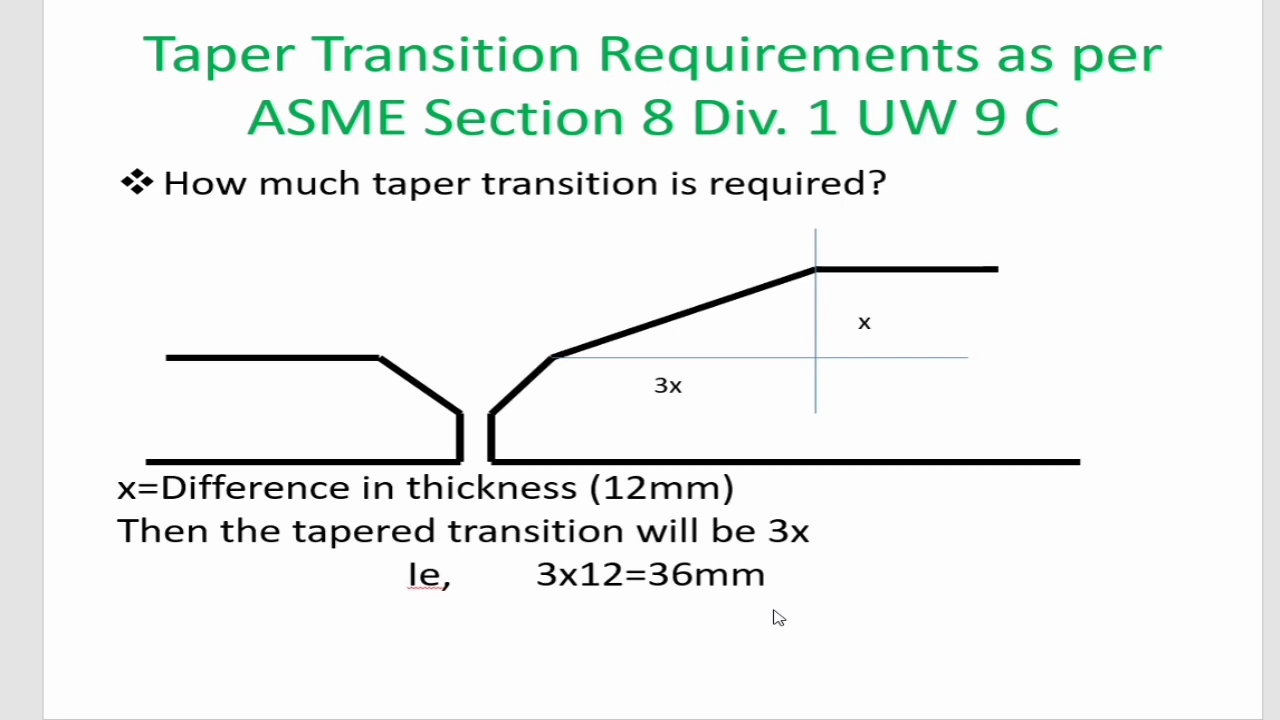 Taper Transition Requirements as per
ASME Section 8 Div. 1 UW 9 C
How much taper transition is required?
x
3x
x=Difference in thickness (12mm)
Then the tapered transition will be 3x
Ie, 3x12=36mm